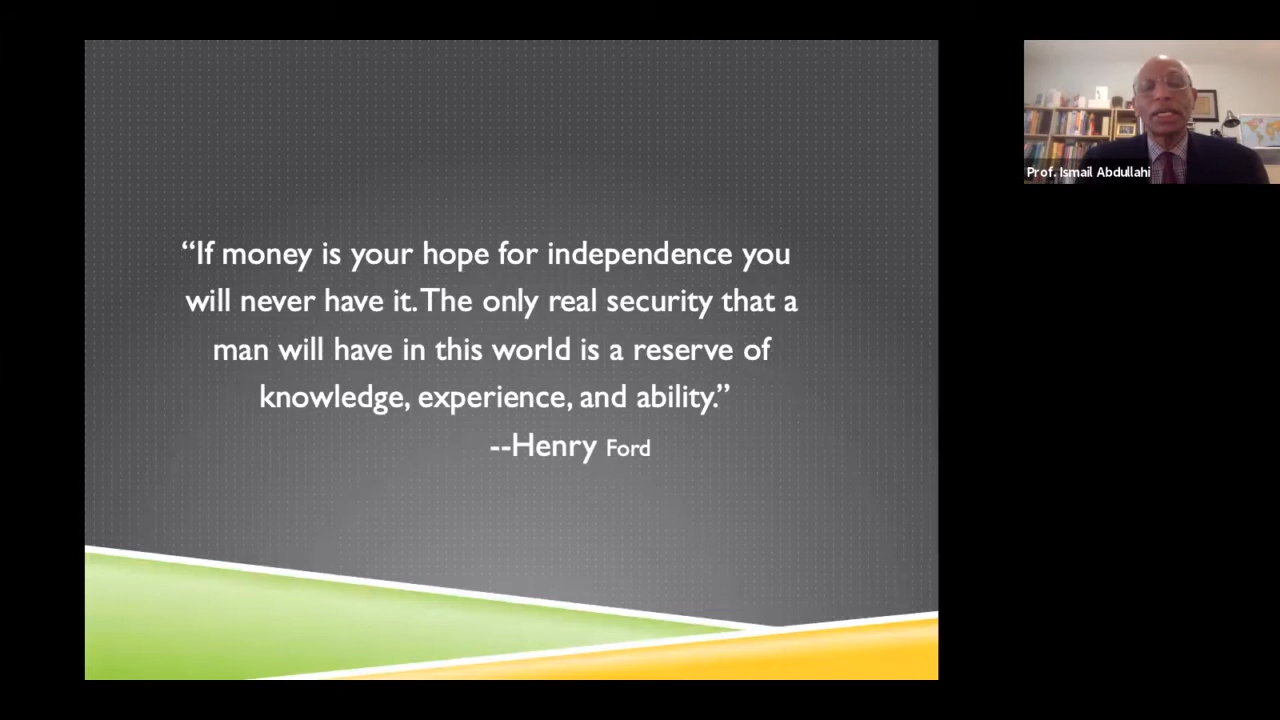 “If money is your hope for independence you
will never have it. The only real security that a
man will have in this world is a reserve of
knowledge, experience, and ability.”
--Henry Ford
Prof. Ismail Abdullahi